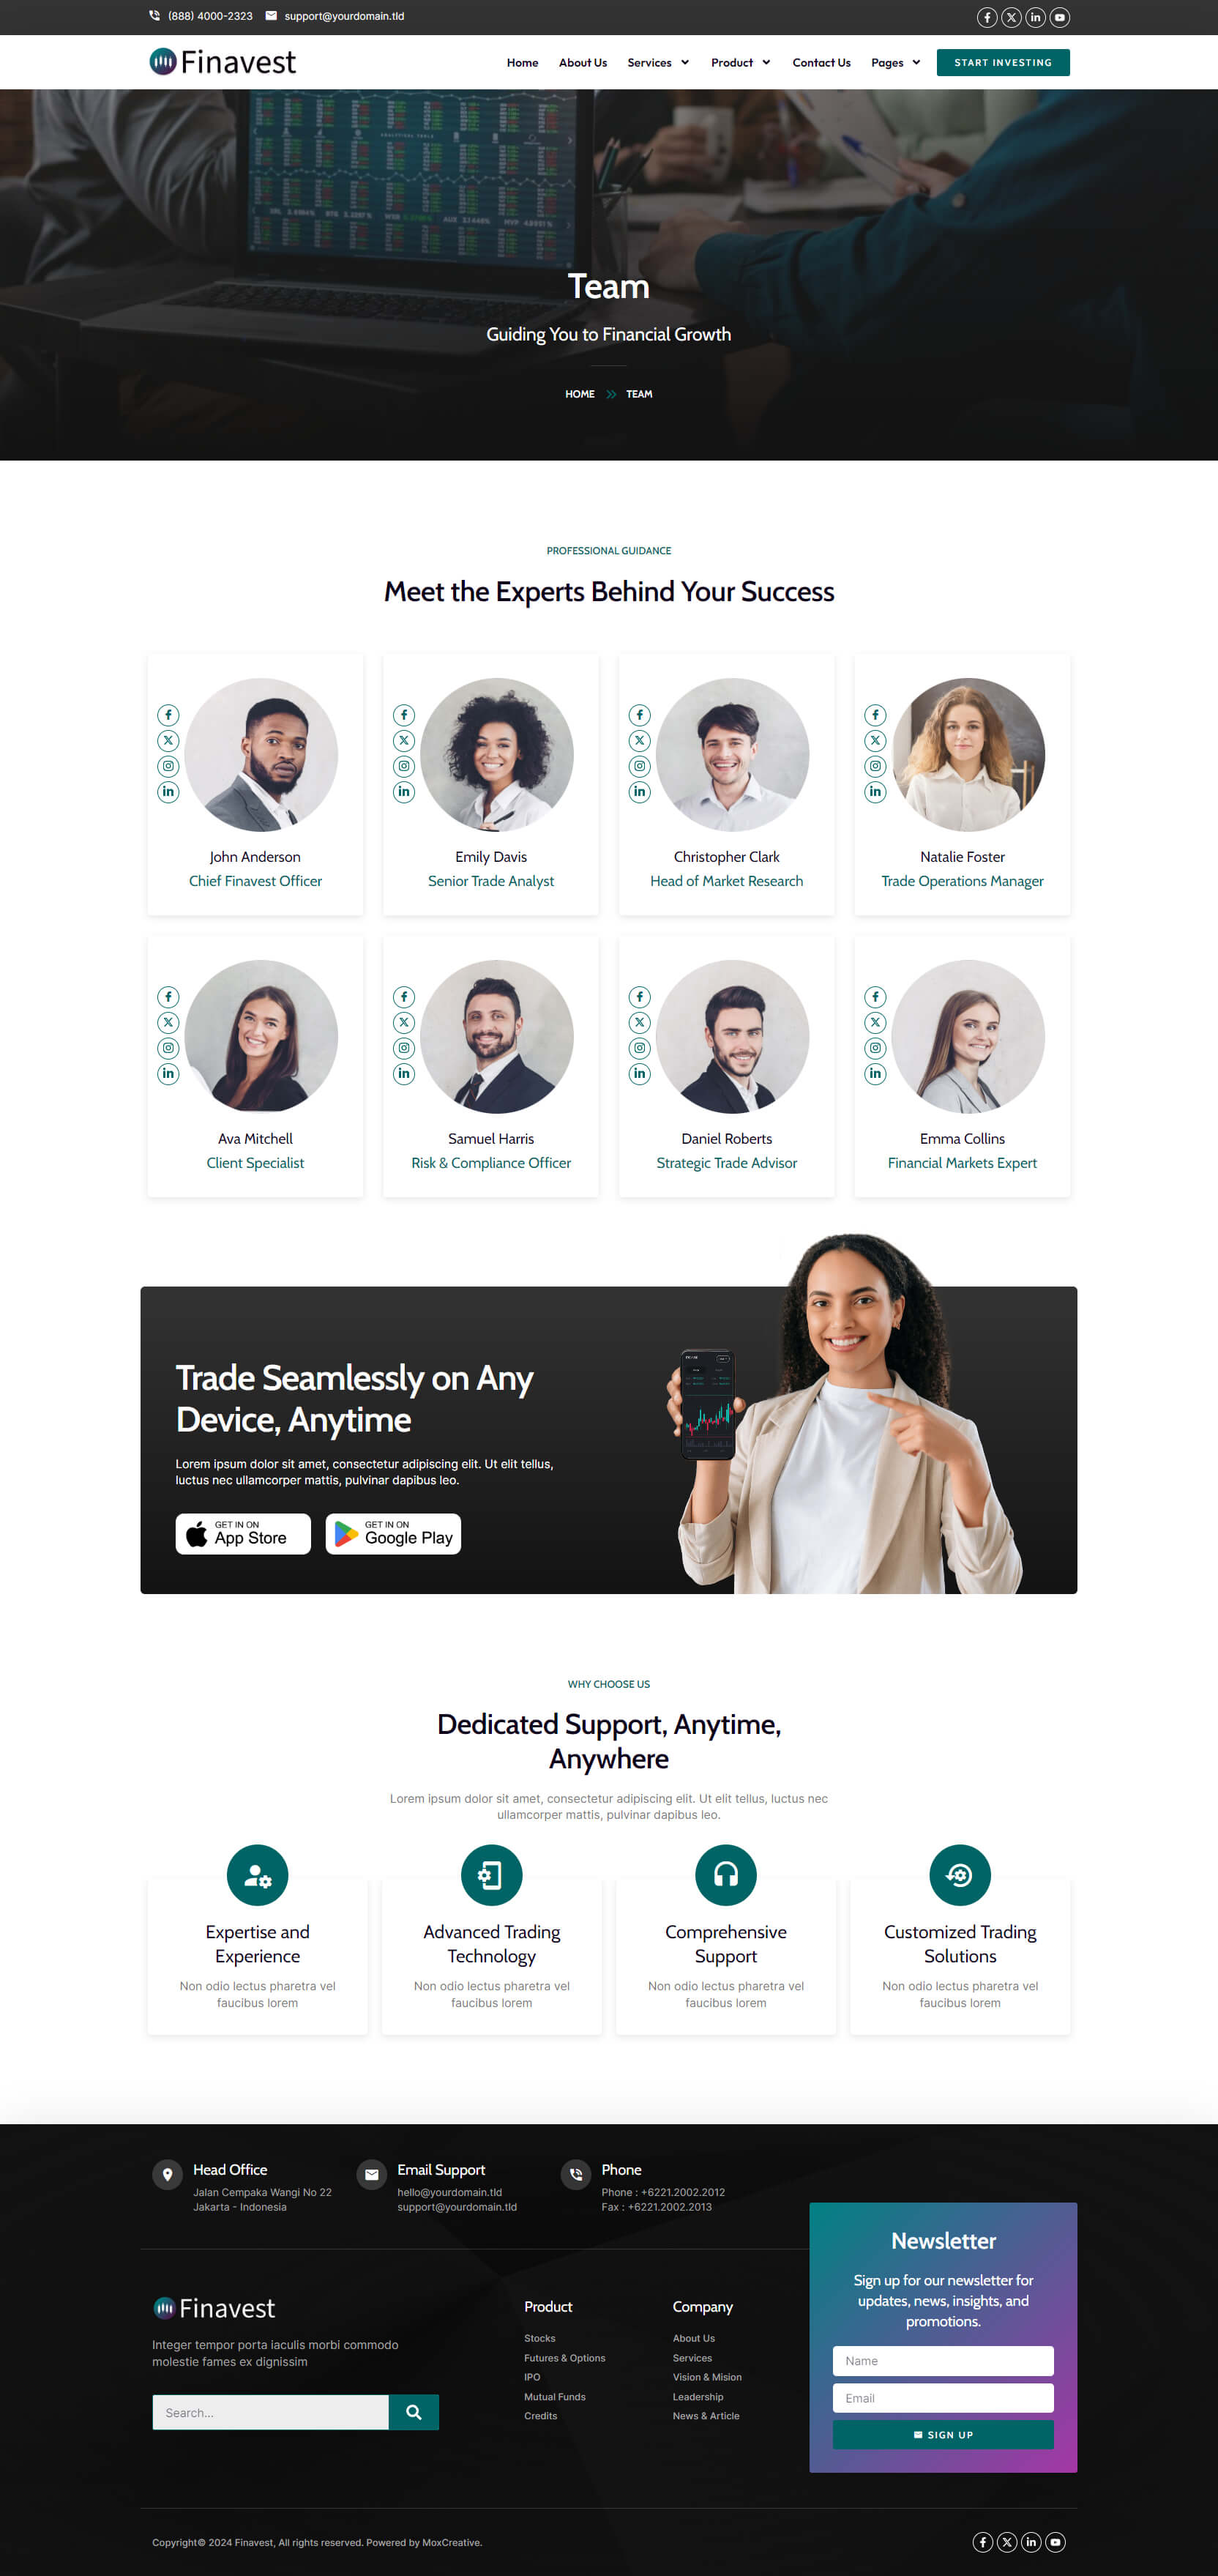 (888) 4000-2323 support@yourdomain.tld
Finavest Home About Us Services Product Contact Us Pages START INVESTING
Team
Guiding You to Financial Growth
HOME TEAM
PROFESSIONAL GUIDANCE
Meet the Experts Behind Your Success
John Anderson
Chief Finavest Officer
Emily Davis
Senior Trade Analyst
Christopher Clark
Head of Market Research
Natalie Foster
Trade Operations Manager
Ava Mitchell
Client Specialist
Samuel Harris
Risk & Compliance Officer
Daniel Roberts
Strategic Trade Advisor
Emma Collins
Financial Markets Expert
Trade Seamlessly on Any
Device, Anytime
Lorem ipsum dolor sit amet, consectetur adipiscing elit. Ut elit tellus,
luctus nec ullamcorper mattis, pulvinar dapibus leo.
GET IN ON
App Store
GET IN ON
Google Play
WHY CHOOSE US
Dedicated Support, Anytime,
Anywhere
Lorem ipsum dolor sit amet, consectetur adipiscing elit. Ut elit tellus, luctus nec
ullamcorper mattis, pulvinar dapibus leo.
Expertise and
Experience
Non odio lectus pharetra vel
faucibus lorem
Advanced Trading
Technology
Non odio lectus pharetra vel
faucibus lorem
Comprehensive
Support
Non odio lectus pharetra vel
faucibus lorem
Customized Trading
Solutions
Non odio lectus pharetra vel
faucibus lorem
Head Office
Jalan Cempaka Wangi No 22
Jakarta - Indonesia
Email Support
hello@yourdomain.tld
support@yourdomain.tld
Phone
Phone : +6221.2002.2012
Fax : +6221.2002.2013
Finavest
Integer tempor porta iaculis morbi commodo
molestie fames ex dignissim
Search...
Product
Stocks
Futures & Options
IPO
Mutual Funds
Credits
Company
About Us
Services
Vision & Mision
Leadership
News & Article
Newsletter
Sign up for our newsletter for
updates, news, insights, and
promotions.
Name
Email
SIGN UP
Copyright© 2024 Finavest, All rights reserved. Powered by MoxCreative.